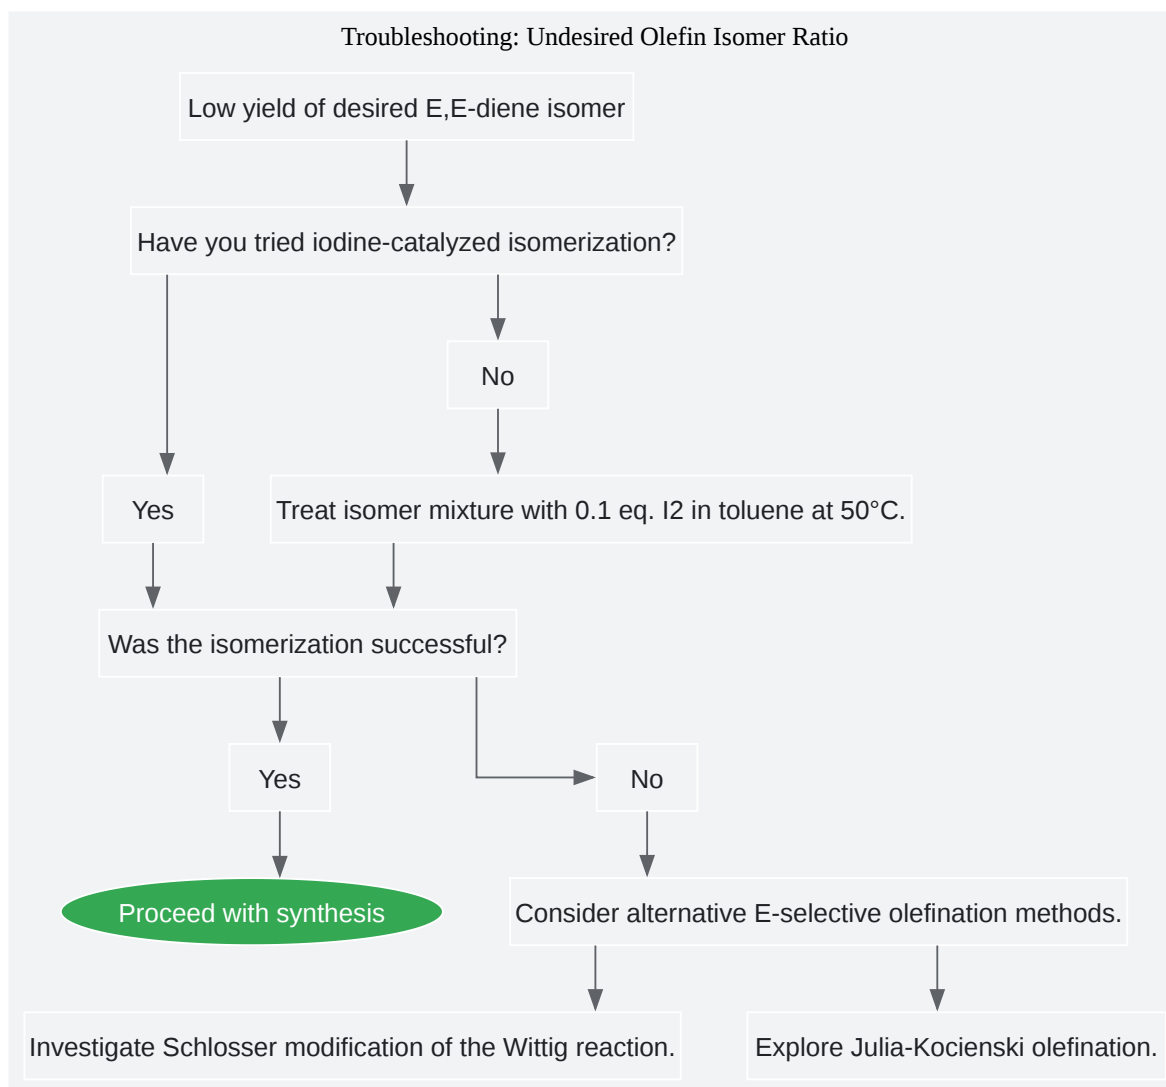 Troubleshooting: Undesired Olefin Isomer Ratio
Low yield of desired E,E-diene isomer
Have you tried iodine-catalyzed isomerization?
No
Yes
Treat isomer mixture with 0.1 eq. I2 in toluene at 50°C.
Was the isomerization successful?
Yes
No
Proceed with synthesis
Consider alternative E-selective olefination methods.
Investigate Schlosser modification of the Wittig reaction.
Explore Julia-Kocienski olefination.